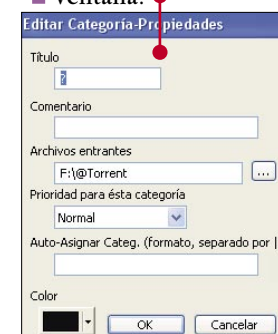 Ventana.
Editar Categoría-Propiedades
Título
?
Comentario
Archivos entrantes
F:\@Torrent
...
Prioridad para ésta categoría
Normal
Auto-Asignar Categ. (formato, separado por |
Color
OK
Cancelar